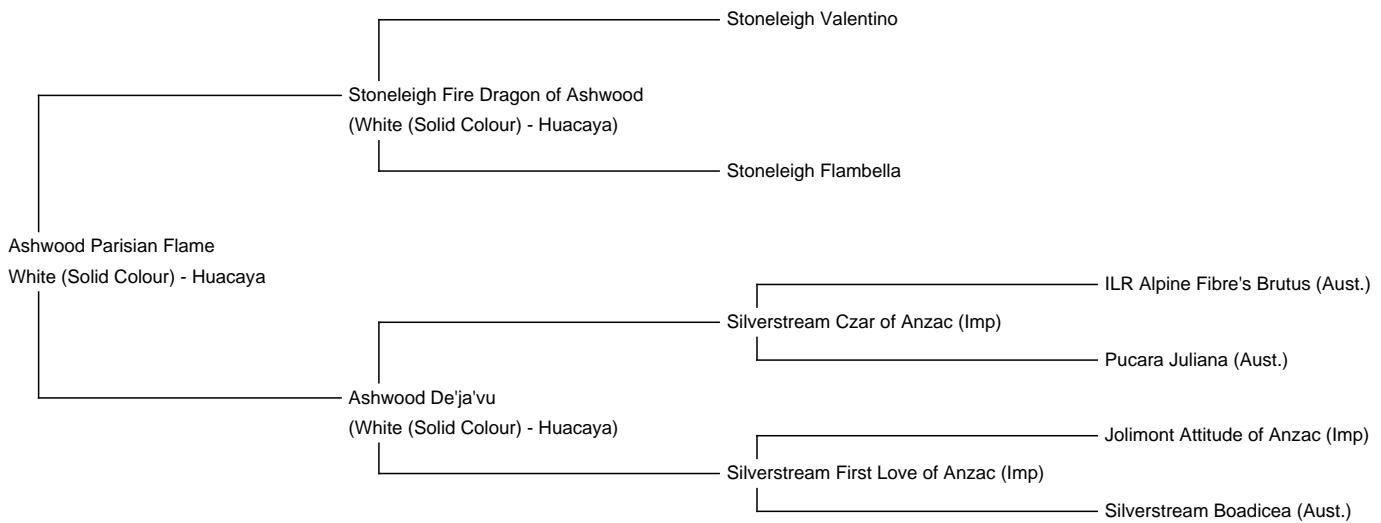 Stoneleigh Valentino
Stoneleigh Fire Dragon of Ashwood
(White (Solid Colour) - Huacaya)
Stoneleigh Flambella
Ashwood Parisian Flame
White (Solid Colour) - Huacaya
ILR Alpine Fibre's Brutus (Aust.)
Silverstream Czar of Anzac (Imp)
Pucara Juliana (Aust.)
Ashwood De'ja'vu
(White (Solid Colour) - Huacaya)
Jolimont Attitude of Anzac (Imp)
Silverstream First Love of Anzac (Imp)
Silverstream Boadicea (Aust.)